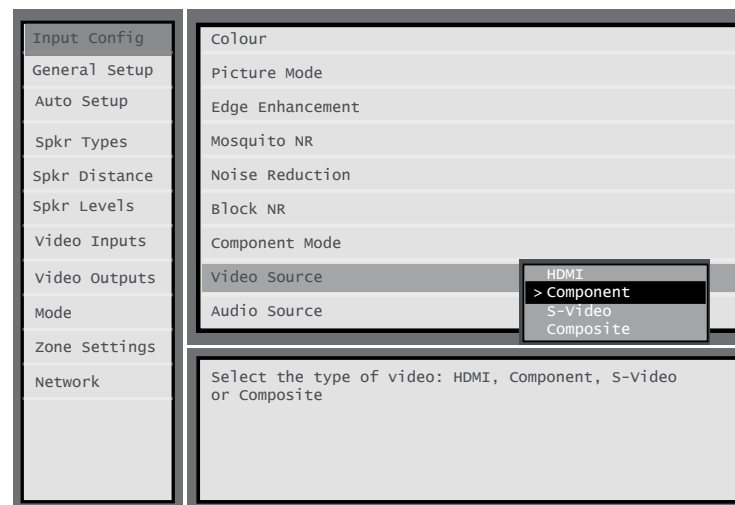 Input Config
General Setup
Auto Setup
Spkr Types
Spkr Distance
Spkr Levels
Video Inputs
Video Outputs
Mode
Zone Settings
Network
Colour
Picture Mode
Edge Enhancement
Mosquito NR
Noise Reduction
Block NR
Component Mode
Video Source
Audio Source
HDMI
> Component
S-Video
Composite
Select the type of video: HDMI, Component, S-Video
or Composite